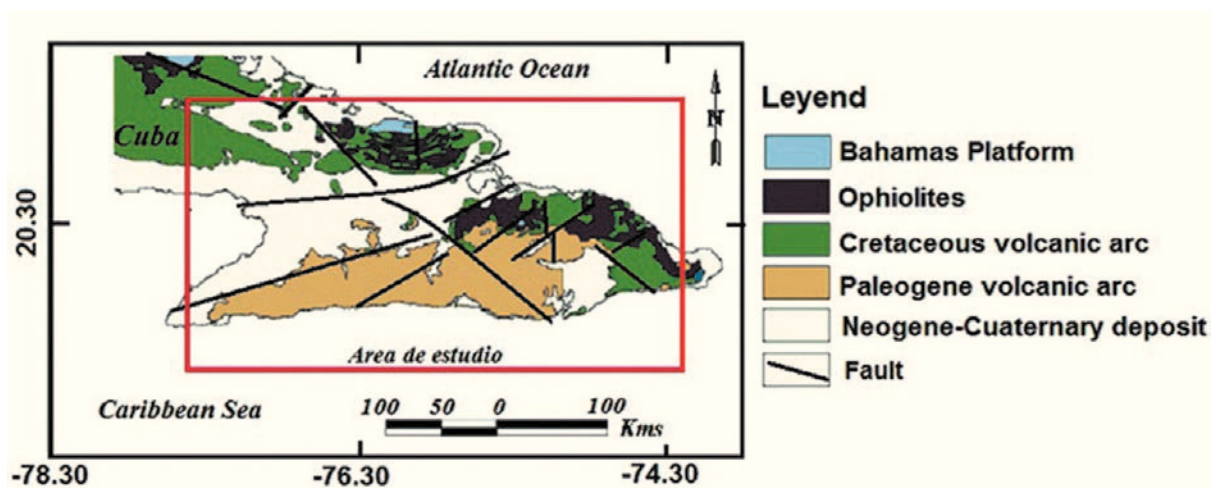 Atlantic Ocean
N
Cuba
Area de estudio
Caribbean Sea
100 50 0 100
Kms
20.30
-78.30 -76.30 -74.30
Leyend
Bahamas Platform
Ophiolites
Cretaceous volcanic arc
Paleogene volcanic arc
Neogene-Cuaternary deposit
Fault